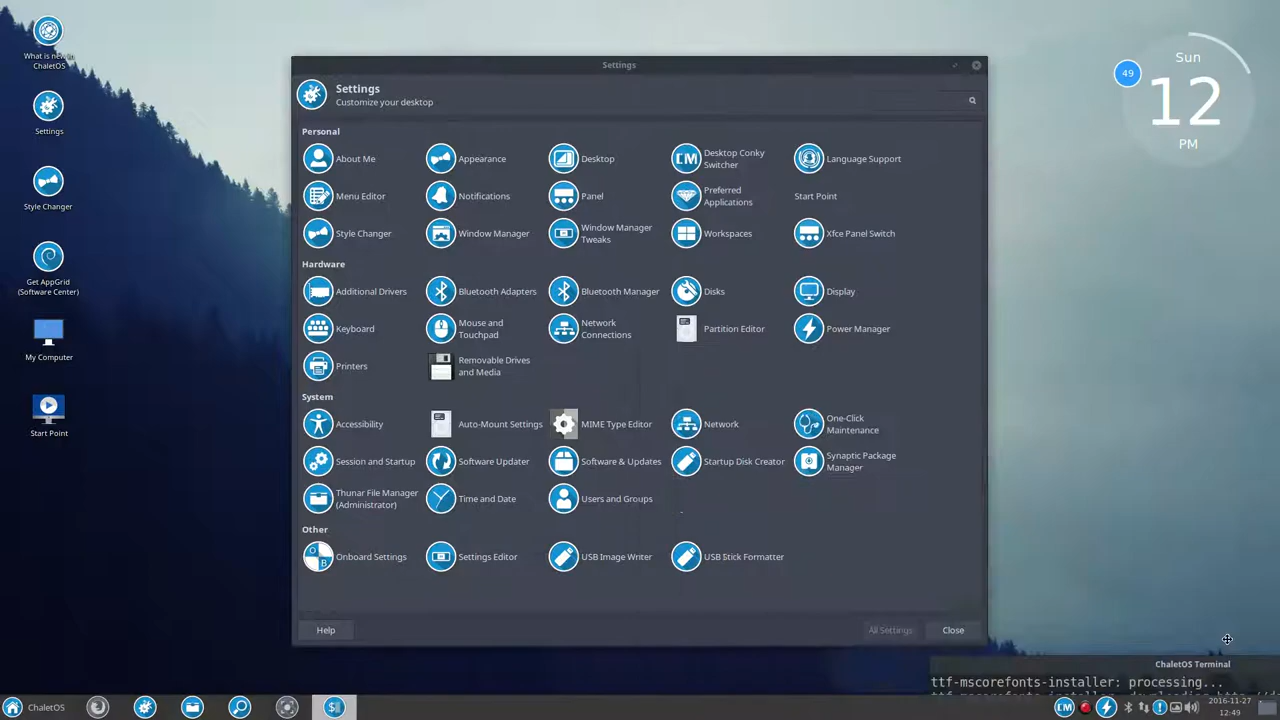 What is new in
ChaletOS
Settings
Style Changer
Get AppGrid
(Software Center)
My Computer
Start Point
Settings
Settings
Customize your desktop
Personal
About Me
Appearance
Desktop
Desktop Conky
Switcher
Language Support
Menu Editor
Notifications
Panel
Preferred
Applications
Start Point
Style Changer
Window Manager
Window Manager
Tweaks
Workspaces
Xfce Panel Switch
Hardware
Additional Drivers
Bluetooth Adapters
Bluetooth Manager
Disks
Display
Keyboard
Mouse and
Touchpad
Network
Connections
Partition Editor
Power Manager
Printers
Removable Drives
and Media
System
Accessibility
Auto-Mount Settings
MIME Type Editor
Network
One-Click
Maintenance
Session and Startup
Software Updater
Software & Updates
Startup Disk Creator
Synaptic Package
Manager
Thunar File Manager
(Administrator)
Time and Date
Users and Groups
Other
Onboard Settings
Settings Editor
USB Image Writer
USB Stick Formatter
Help
All Settings
Close
49
Sun
12
PM
ChaletOS Terminal
ttf-mscorefonts-installer: processing...
ChaletOS
CM
2016-11-27
12:49